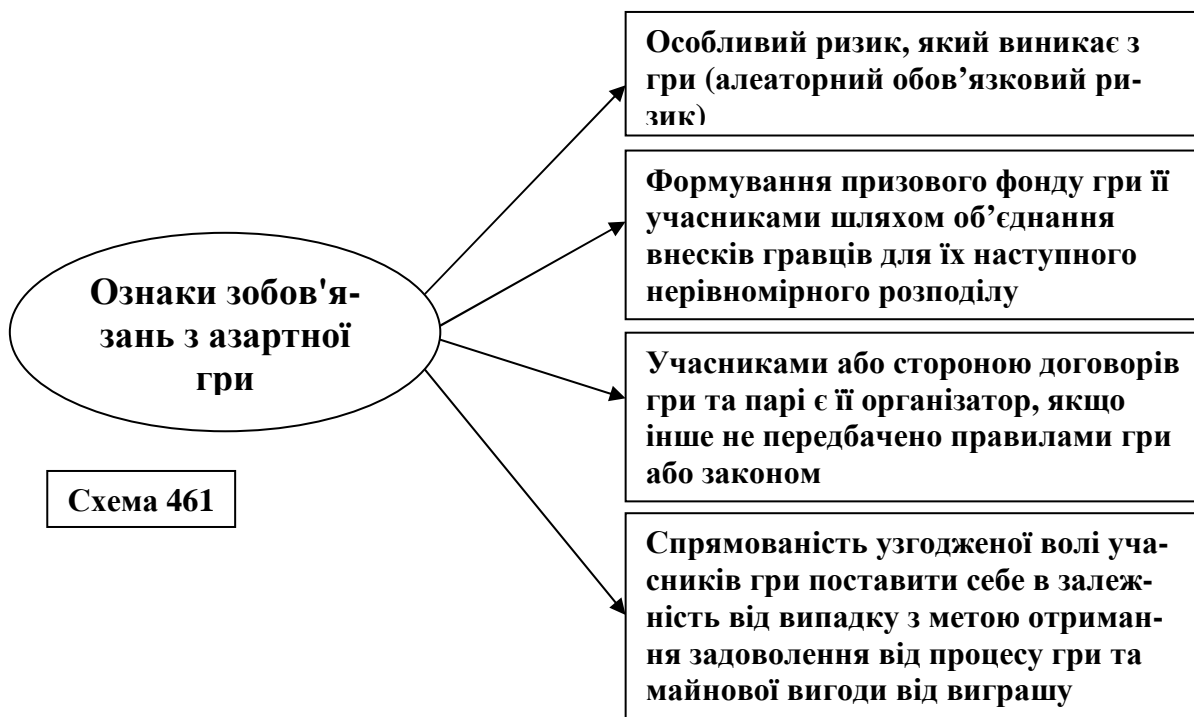 Особливий ризик, який виникає з
гри (алеаторний обов’язковий ри-
зик)
Формування призового фонду гри її
учасниками шляхом об’єднання
внесків гравців для їх наступного
нерівномірного розподілу
Ознаки зобов'я-
зань з азартної
гри
Учасниками або стороною договорів
гри та парі є її організатор, якщо
інше не передбачено правилами гри
або законом
Схема 461
Спрямованість узгодженої волі уча-
сників гри поставити себе в залеж-
ність від випадку з метою отриман-
ня задоволення від процесу гри та
майнової вигоди від виграшу